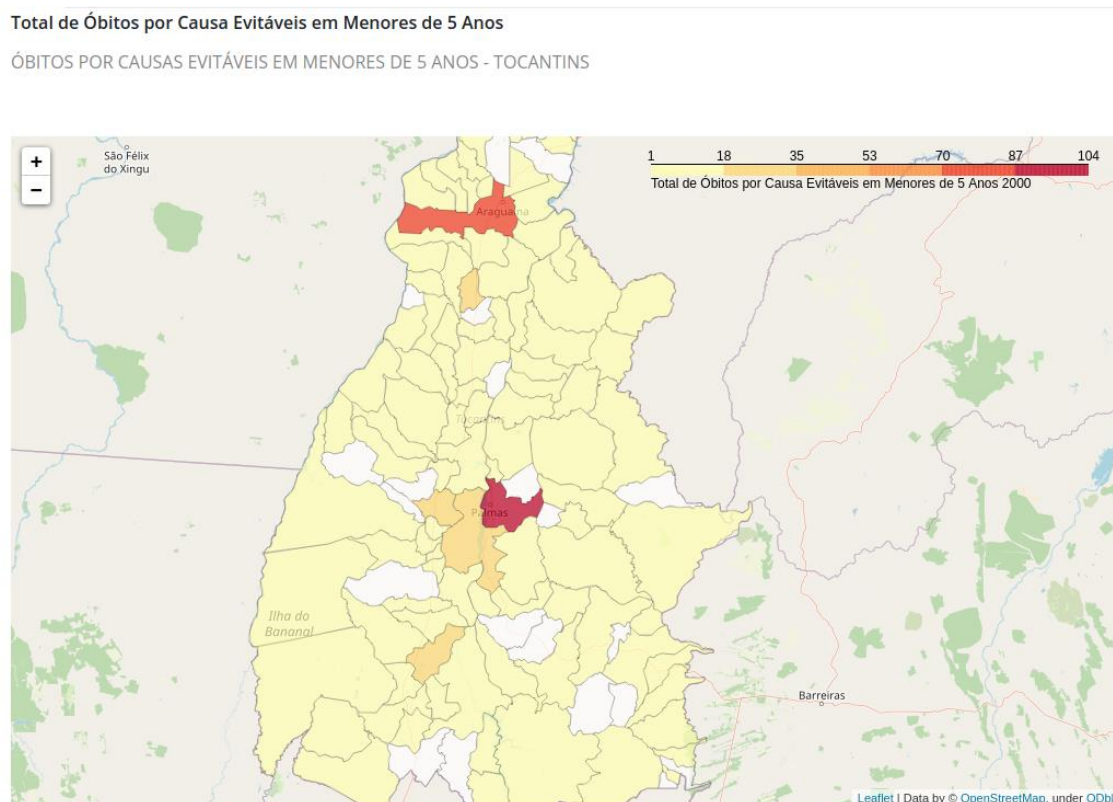 Total de Óbitos por Causa Evitáveis em Menores de 5 Anos
ÓBITOS POR CAUSAS EVITÁVEIS EM MENORES DE 5 ANOS - TOCANTINS
+
−
São Félix
do Xingu
1 18 35 53 70 87 104
Total de Óbitos por Causa Evitáveis em Menores de 5 Anos 2000
Araguaína
Tocantins
Palmas
Ilha do
Bananal
Barreiras
Leaflet | Data by © OpenStreetMap, under ODbl